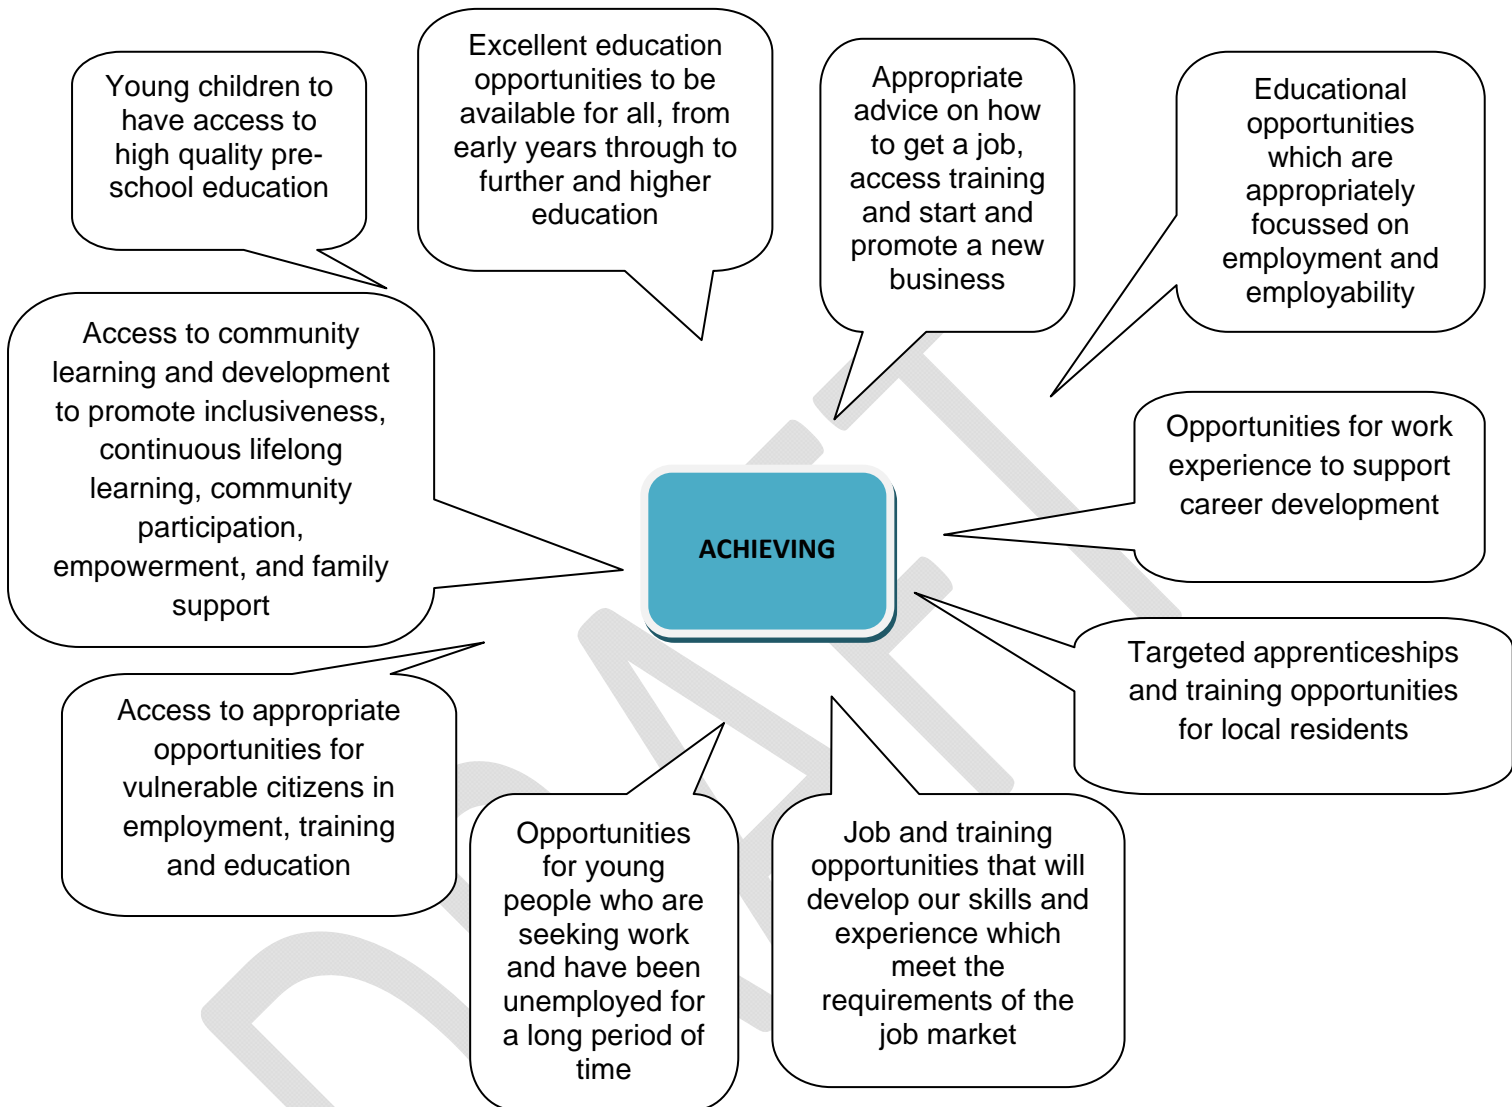 Young children to
have access to
high quality pre-
school education
Excellent education
opportunities to be
available for all, from
early years through to
further and higher
education
Appropriate
advice on how
to get a job,
access training
and start and
promote a new
business
Educational
opportunities
which are
appropriately
focussed on
employment and
employability
Access to community
learning and development
to promote inclusiveness,
continuous lifelong
learning, community
participation,
empowerment, and family
support
Opportunities for work
experience to support
career development
ACHIEVING
Targeted apprenticeships
and training opportunities
for local residents
Access to appropriate
opportunities for
vulnerable citizens in
employment, training
and education
Opportunities
for young
people who are
seeking work
and have been
unemployed for
a long period of
time
Job and training
opportunities that will
develop our skills and
experience which
meet the
requirements of the
job market
DRAFT